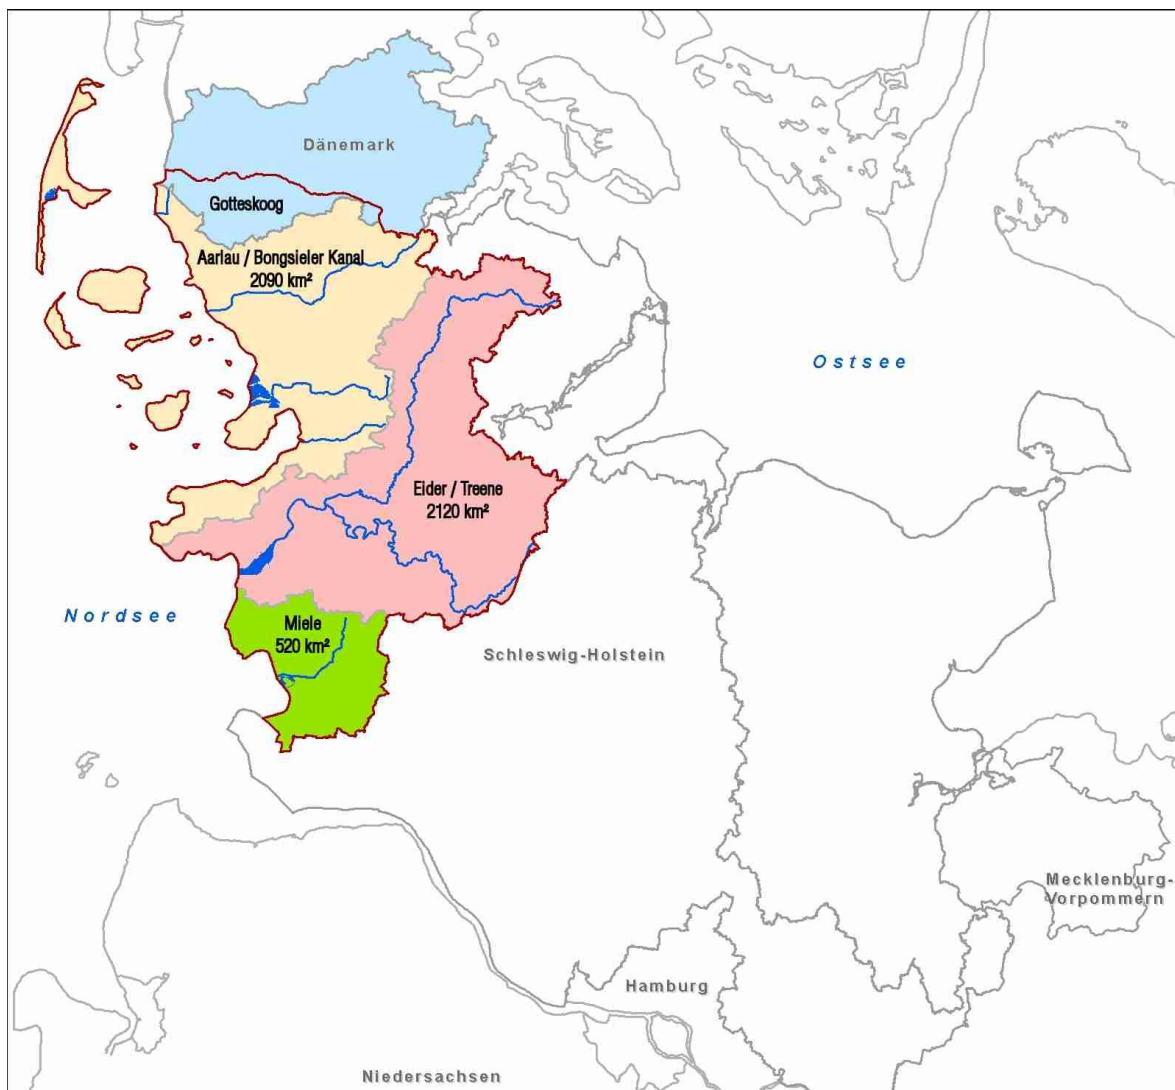 Dänemark
Gotteskoog
Aarlau / Bongsieler Kanal
2090 km²
Ostsee
Eider / Treene
2120 km²
Nordsee
Miele
520 km²
Schleswig-Holstein
Mecklenburg-
Vorpommern
Hamburg
Niedersachsen